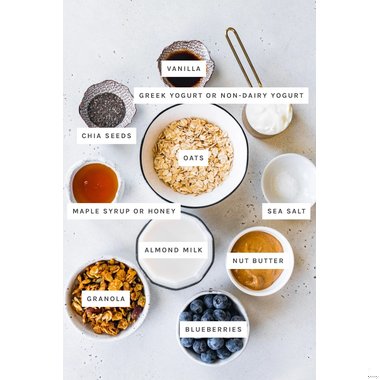 VANILLA
GREEK YOGURT OR NON-DAIRY YOGURT
CHIA SEEDS
OATS
MAPLE SYRUP OR HONEY
SEA SALT
ALMOND MILK
NUT BUTTER
GRANOLA
BLUEBERRIES